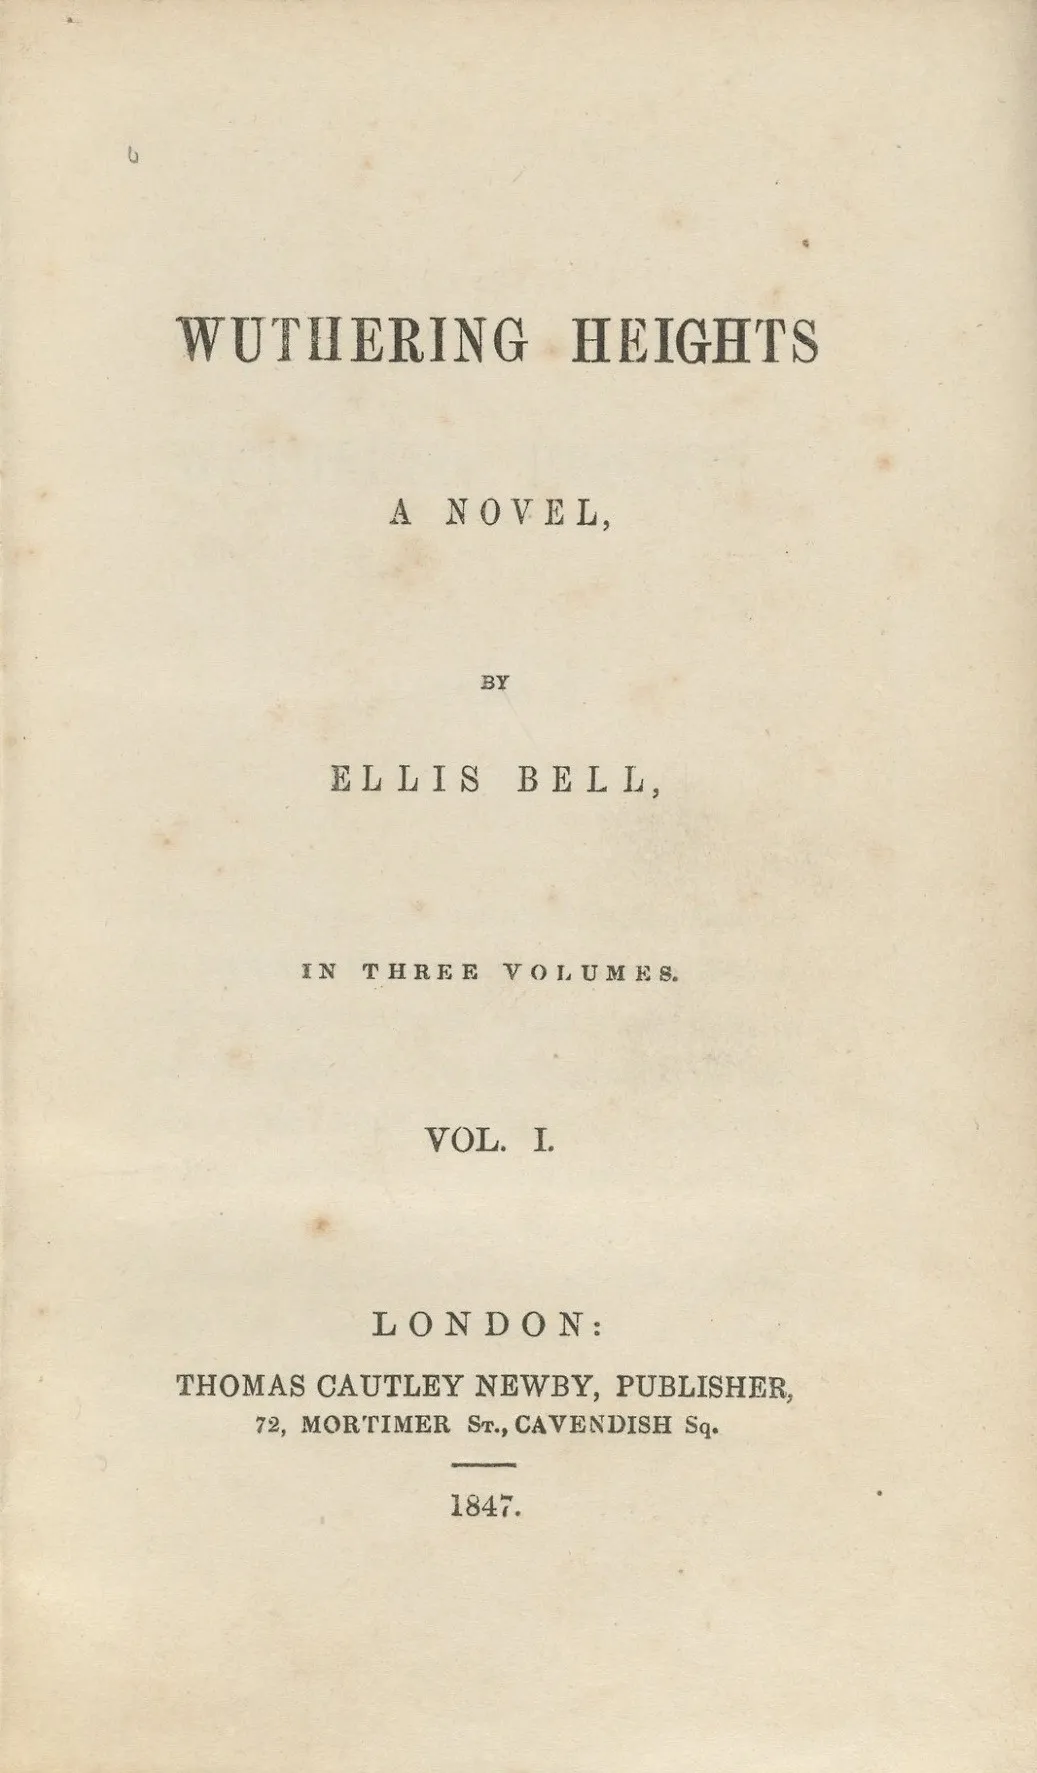 WUTHERING HEIGHTS
A NOVEL,
BY
ELLIS BELL,
IN THREE VOLUMES.
VOL. I.
LONDON:
THOMAS CAUTLEY NEWBY, PUBLISHER,
72, MORTIMER ST., CAVENDISH Sq.
1847.